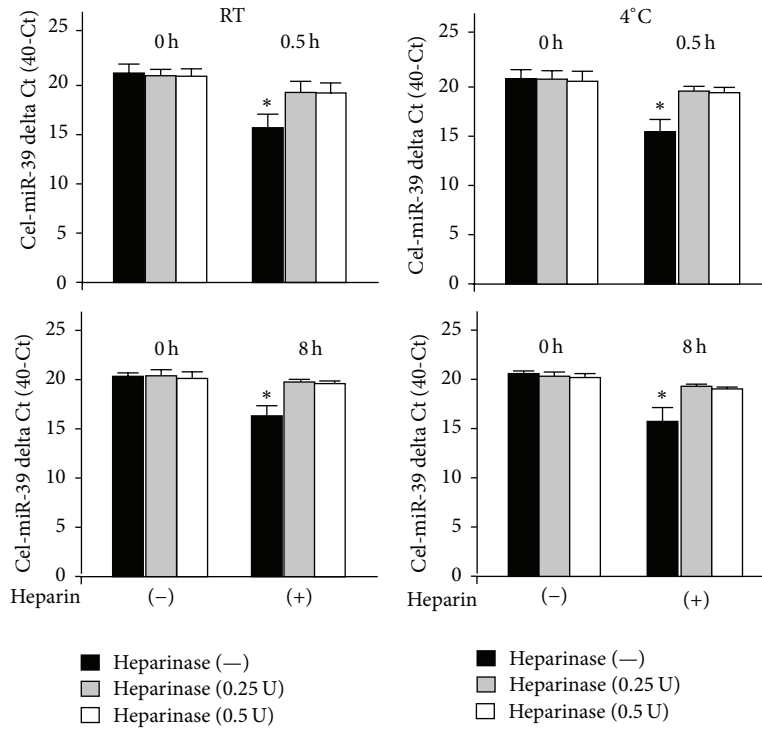 RT
Cel-miR-39 delta Ct (40-Ct)
25
20
15
10
5
0
0 h
0.5 h
*
4°C
Cel-miR-39 delta Ct (40-Ct)
25
20
15
10
5
0
0 h
0.5 h
*
Cel-miR-39 delta Ct (40-Ct)
25
20
15
10
5
0
0 h
8 h
*
Heparin (−) (+)
Cel-miR-39 delta Ct (40-Ct)
25
20
15
10
5
0
0 h
8 h
*
(−) (+)
Heparinase (—)
Heparinase (0.25 U)
Heparinase (0.5 U)
Heparinase (—)
Heparinase (0.25 U)
Heparinase (0.5 U)